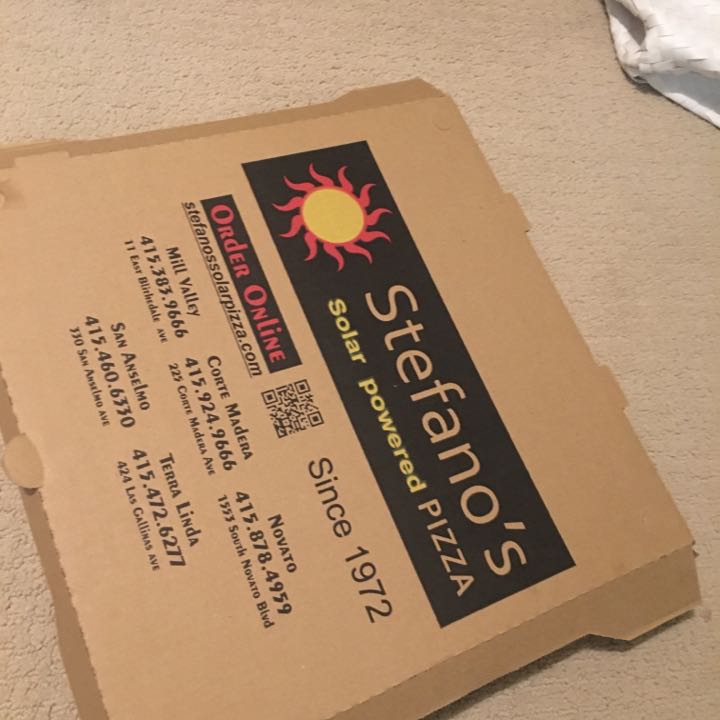 Stefano's
Solar powered PIZZA
Since 1972
Order Online
stefanossolarpizza.com
Mill Valley
415.383.9666
11 East Blithedale Ave
Corte Madera
415.924.9666
225 Corte Madera Ave
Novato
415.878.4959
1553 South Novato Blvd
San Anselmo
415.460.6330
330 San Anselmo Ave
Terra Linda
415.472.6277
424 Las Gallinas Ave